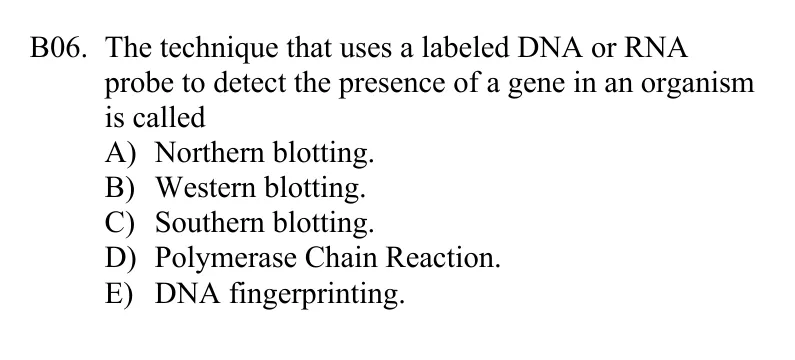 B06. The technique that uses a labeled DNA or RNA
probe to detect the presence of a gene in an organism
is called
A) Northern blotting.
B) Western blotting.
C) Southern blotting.
D) Polymerase Chain Reaction.
E) DNA fingerprinting.